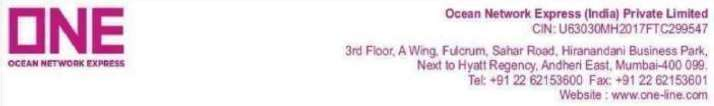 ONE
OCEAN NETWORK EXPRESS
Ocean Network Express (India) Private Limited
CIN: U63030MH2017FTC299547
3rd Floor, A Wing, Fulcrum, Sahar Road, Hiranandani Business Park,
Next to Hyatt Regency, Andheri East, Mumbai-400 099.
Tel: +91 22 62153600 Fax: +91 22 62153601
Website : www.one-line.com